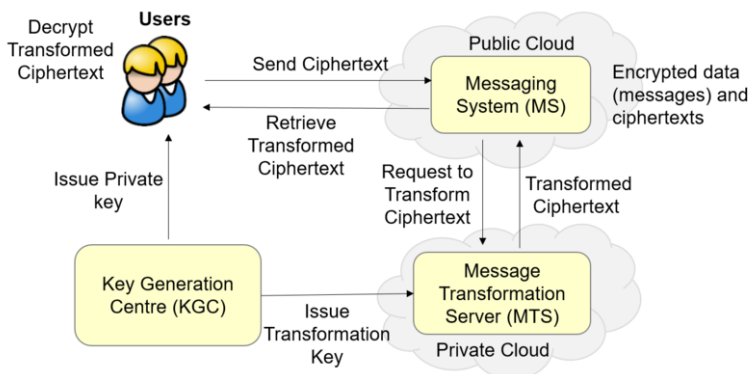 Decrypt
Transformed
Ciphertext
Users
Send Ciphertext
Retrieve
Transformed
Ciphertext
Public Cloud
Messaging
System (MS)
Encrypted data
(messages) and
ciphertexts
Issue Private
key
Request to
Transform
Ciphertext
Transformed
Ciphertext
Key Generation
Centre (KGC)
Issue
Transformation
Key
Message
Transformation
Server (MTS)
Private Cloud